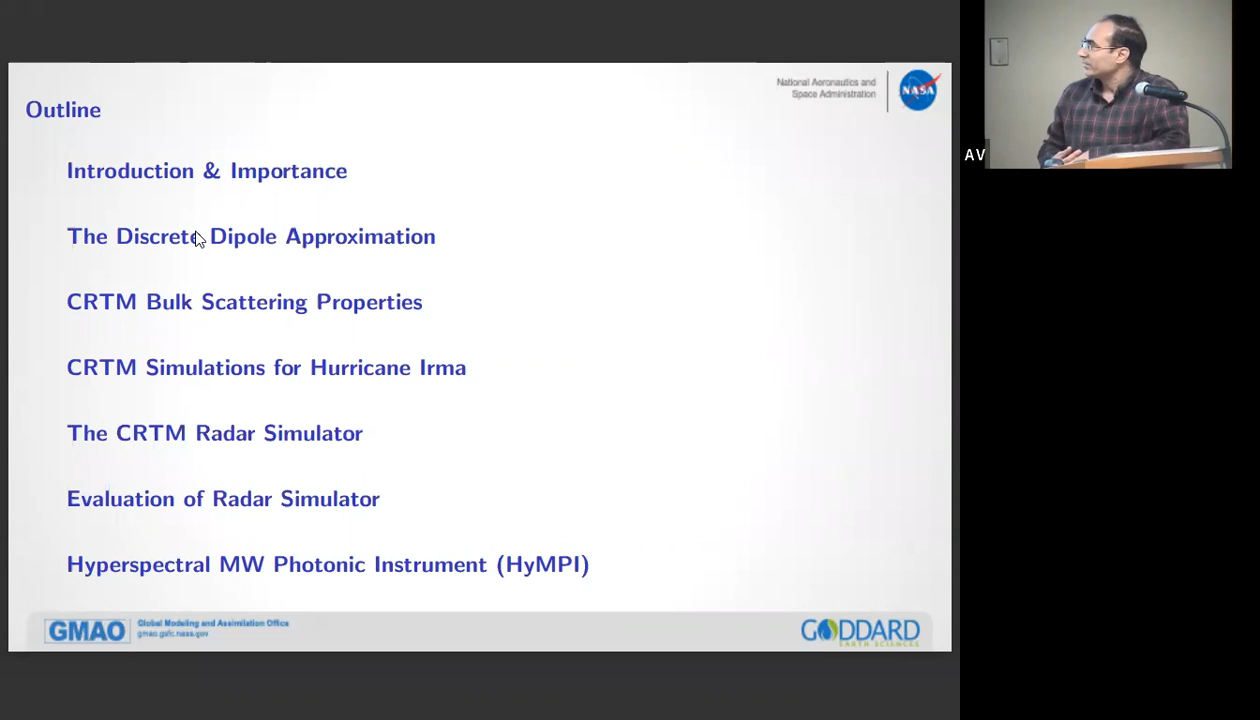 National Aeronautics and
Space Administration
NASA
Outline
Introduction & Importance
The Discrete Dipole Approximation
CRTM Bulk Scattering Properties
CRTM Simulations for Hurricane Irma
The CRTM Radar Simulator
Evaluation of Radar Simulator
Hyperspectral MW Photonic Instrument (HyMPI)
GMAO
Global Modeling and Assimilation Office
gmao.gsfc.nasa.gov
GODDARD
EARTH SCIENCES
AV